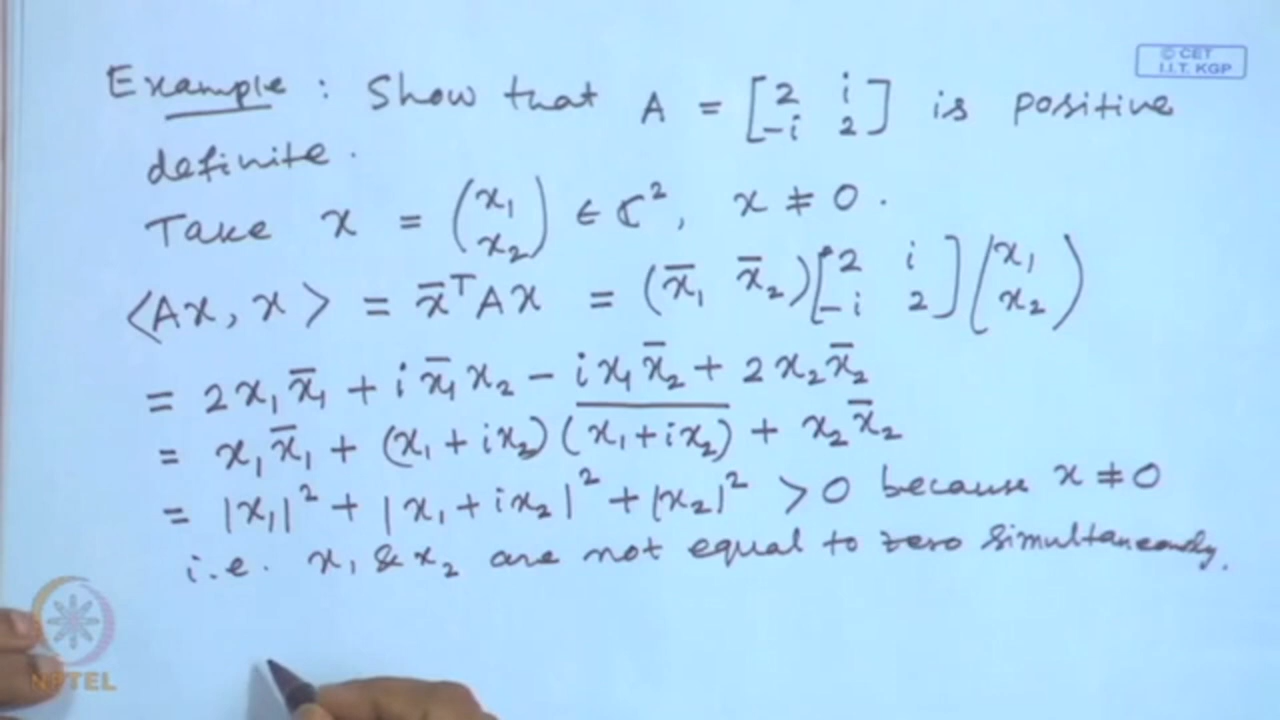 © CET
I.I.T. KGP
Example : Show that A = [2 i; -i 2] is positive
definite.
Take x = (x₁; x₂) ∈ ℂ², x ≠ 0.
⟨Ax, x⟩ = x̄ᵀAx = (x̄₁ x̄₂)[2 i; -i 2](x₁; x₂)
= 2x₁x̄₁ + i x̄₁x₂ − i x₁x̄₂ + 2x₂x̄₂
= x₁x̄₁ + (x₁ + ix₂)(\overline{x₁ + ix₂}) + x₂x̄₂
= |x₁|² + |x₁ + ix₂|² + |x₂|² > 0 because x ≠ 0
i.e. x₁ & x₂ are not equal to zero simultaneously.
NPTEL